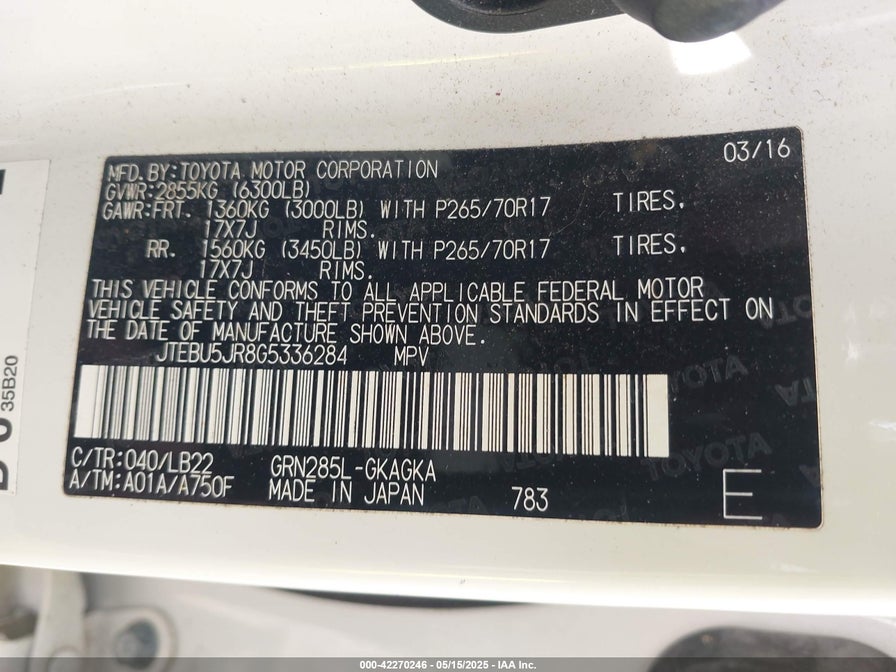 03/16
MFD.BY:TOYOTA MOTOR CORPORATION
GVWR:2855KG (6300LB)
GAWR:FRT. 1360KG (3000LB) WITH P265/70R17 TIRES,
17X7J RIMS.
RR. 1560KG (3450LB) WITH P265/70R17 TIRES,
17X7J RIMS.
THIS VEHICLE CONFORMS TO ALL APPLICABLE FEDERAL MOTOR
VEHICLE SAFETY AND THEFT PREVENTION STANDARDS IN EFFECT ON
THE DATE OF MANUFACTURE SHOWN ABOVE.
JTEBU5JR8G5336284 MPV
C/TR:040/LB22 GRN285L-GKAGKA
A/TM:A01A/A750F MADE IN JAPAN 783 E
35B20
TOYOTA
000-42270246 - 05/15/2025 - IAA Inc.